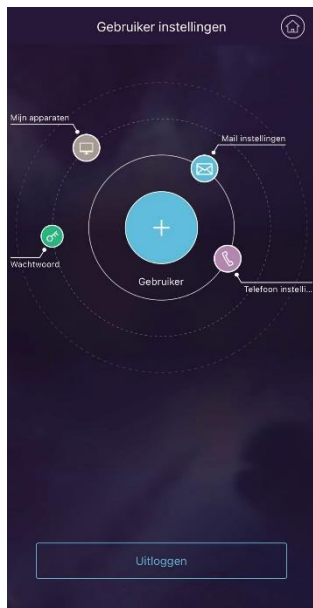 Gebruiker instellingen
Mijn apparaten
Mail instellingen
Wachtwoord
Gebruiker
Telefoon instelli...
Uitloggen